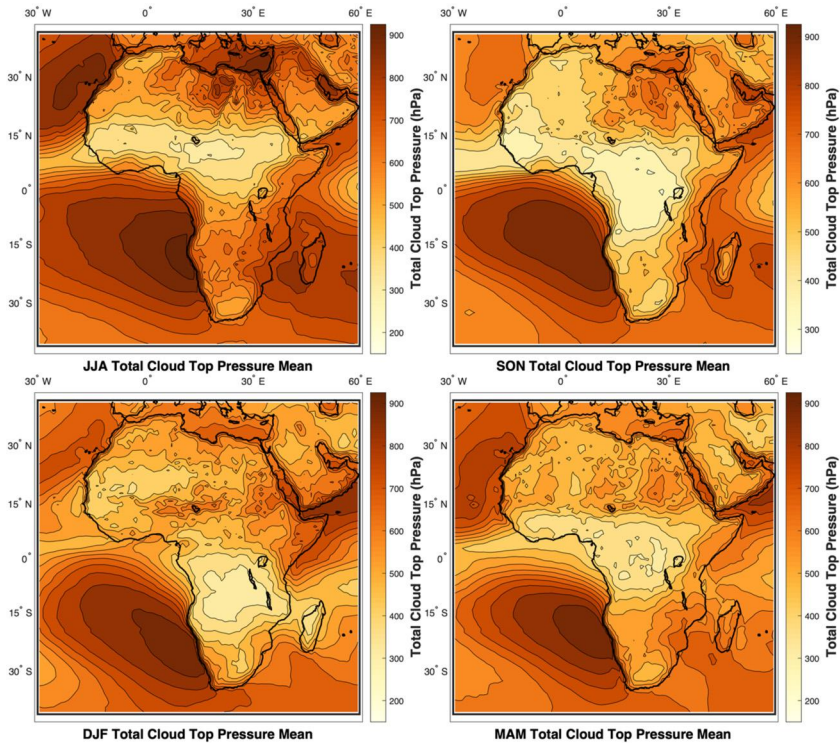 30° W 0° 30° E 60° E
30° N
15° N
0°
15° S
30° S
900
800
700
600
500
400
300
200
Total Cloud Top Pressure (hPa)
JJA Total Cloud Top Pressure Mean
30° W 0° 30° E 60° E
30° N
15° N
0°
15° S
30° S
900
800
700
600
500
400
300
Total Cloud Top Pressure (hPa)
SON Total Cloud Top Pressure Mean
30° W 0° 30° E 60° E
30° N
15° N
0°
15° S
30° S
900
800
700
600
500
400
300
200
Total Cloud Top Pressure (hPa)
DJF Total Cloud Top Pressure Mean
30° W 0° 30° E 60° E
30° N
15° N
0°
15° S
30° S
900
800
700
600
500
400
300
200
Total Cloud Top Pressure (hPa)
MAM Total Cloud Top Pressure Mean